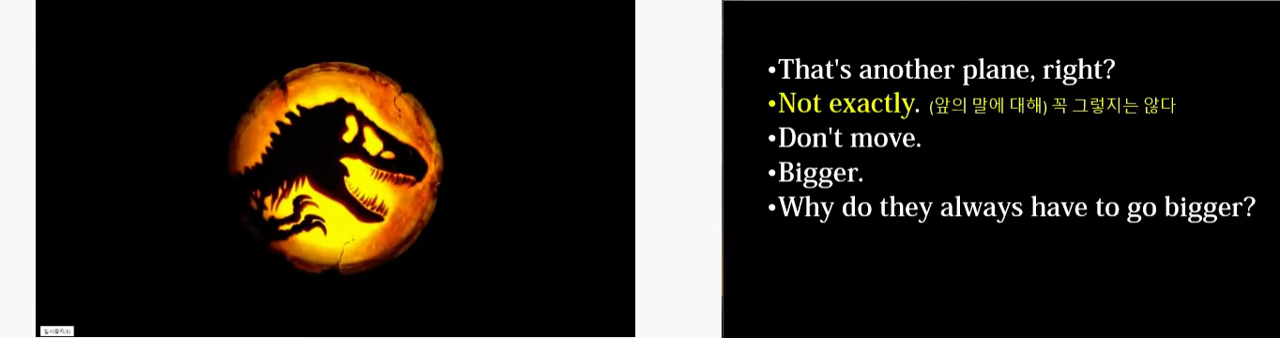 •That's another plane, right?
•Not exactly. (앞의 말에 대해) 꼭 그렇지는 않다
•Don't move.
•Bigger.
•Why do they always have to go bigger?